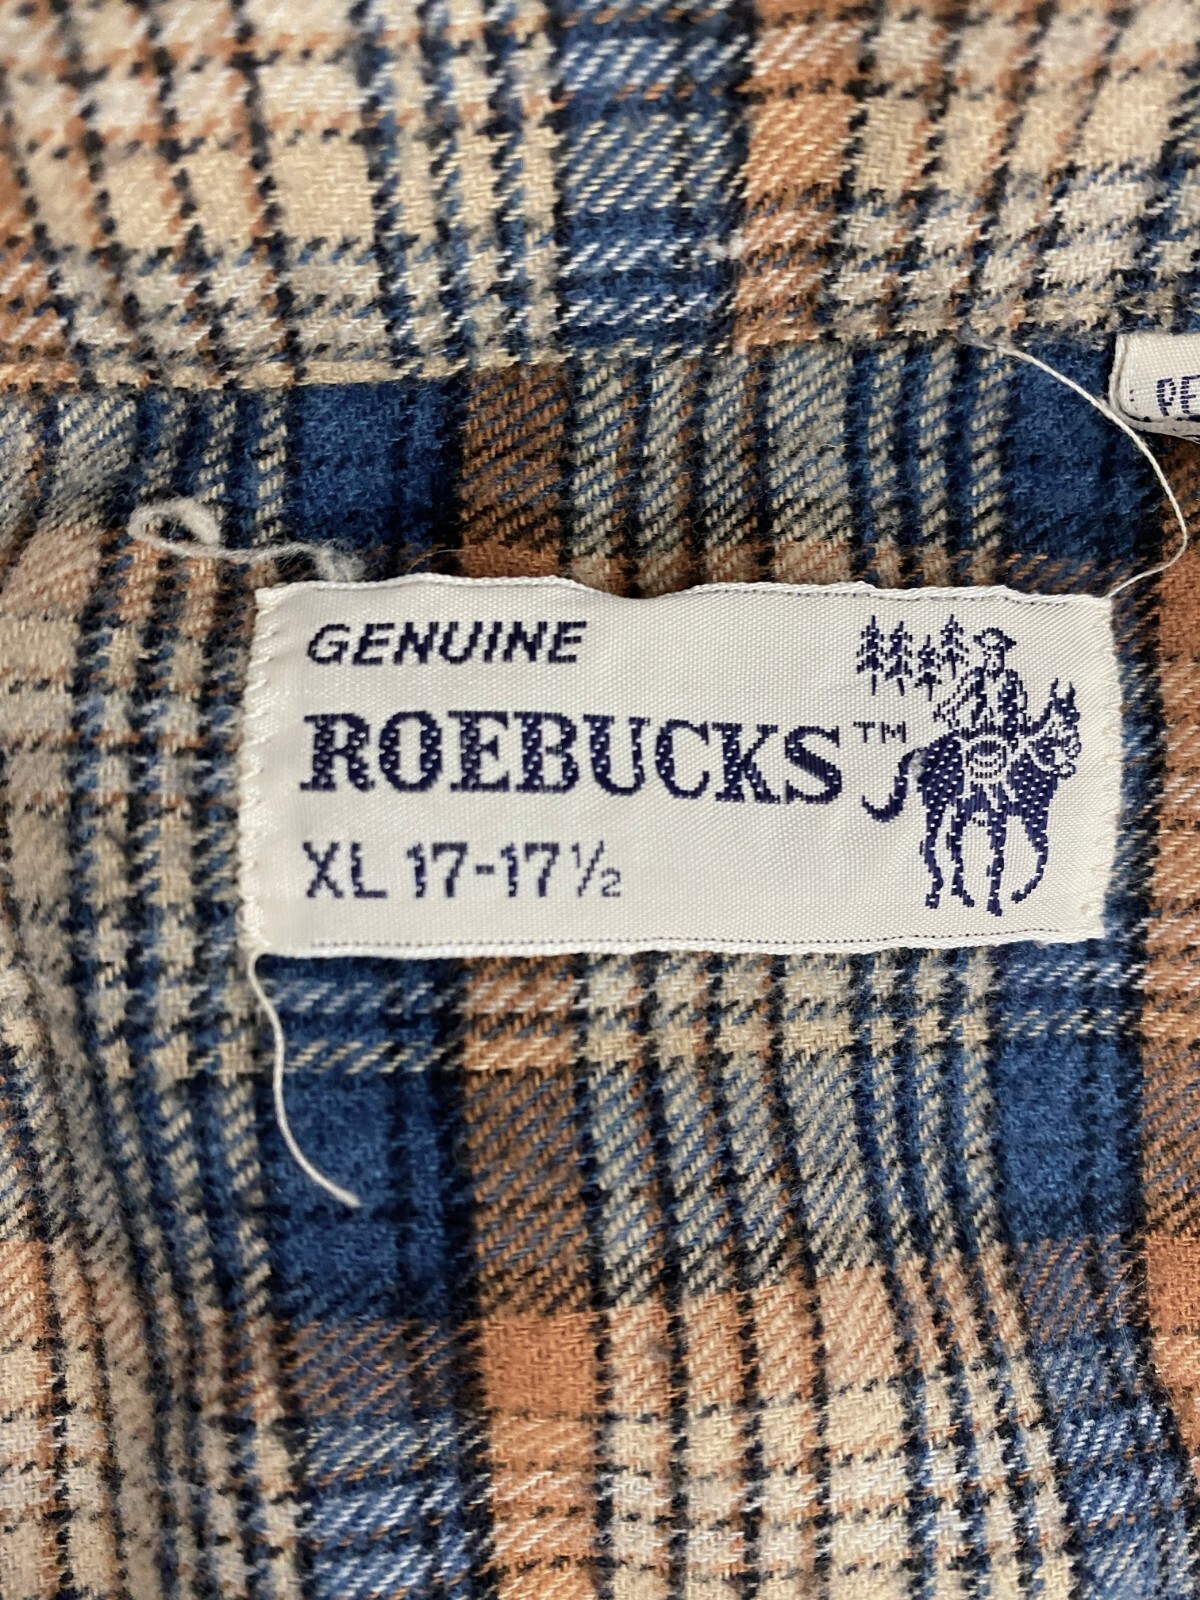 GENUINE
ROEBUCKS™
XL 17-17½